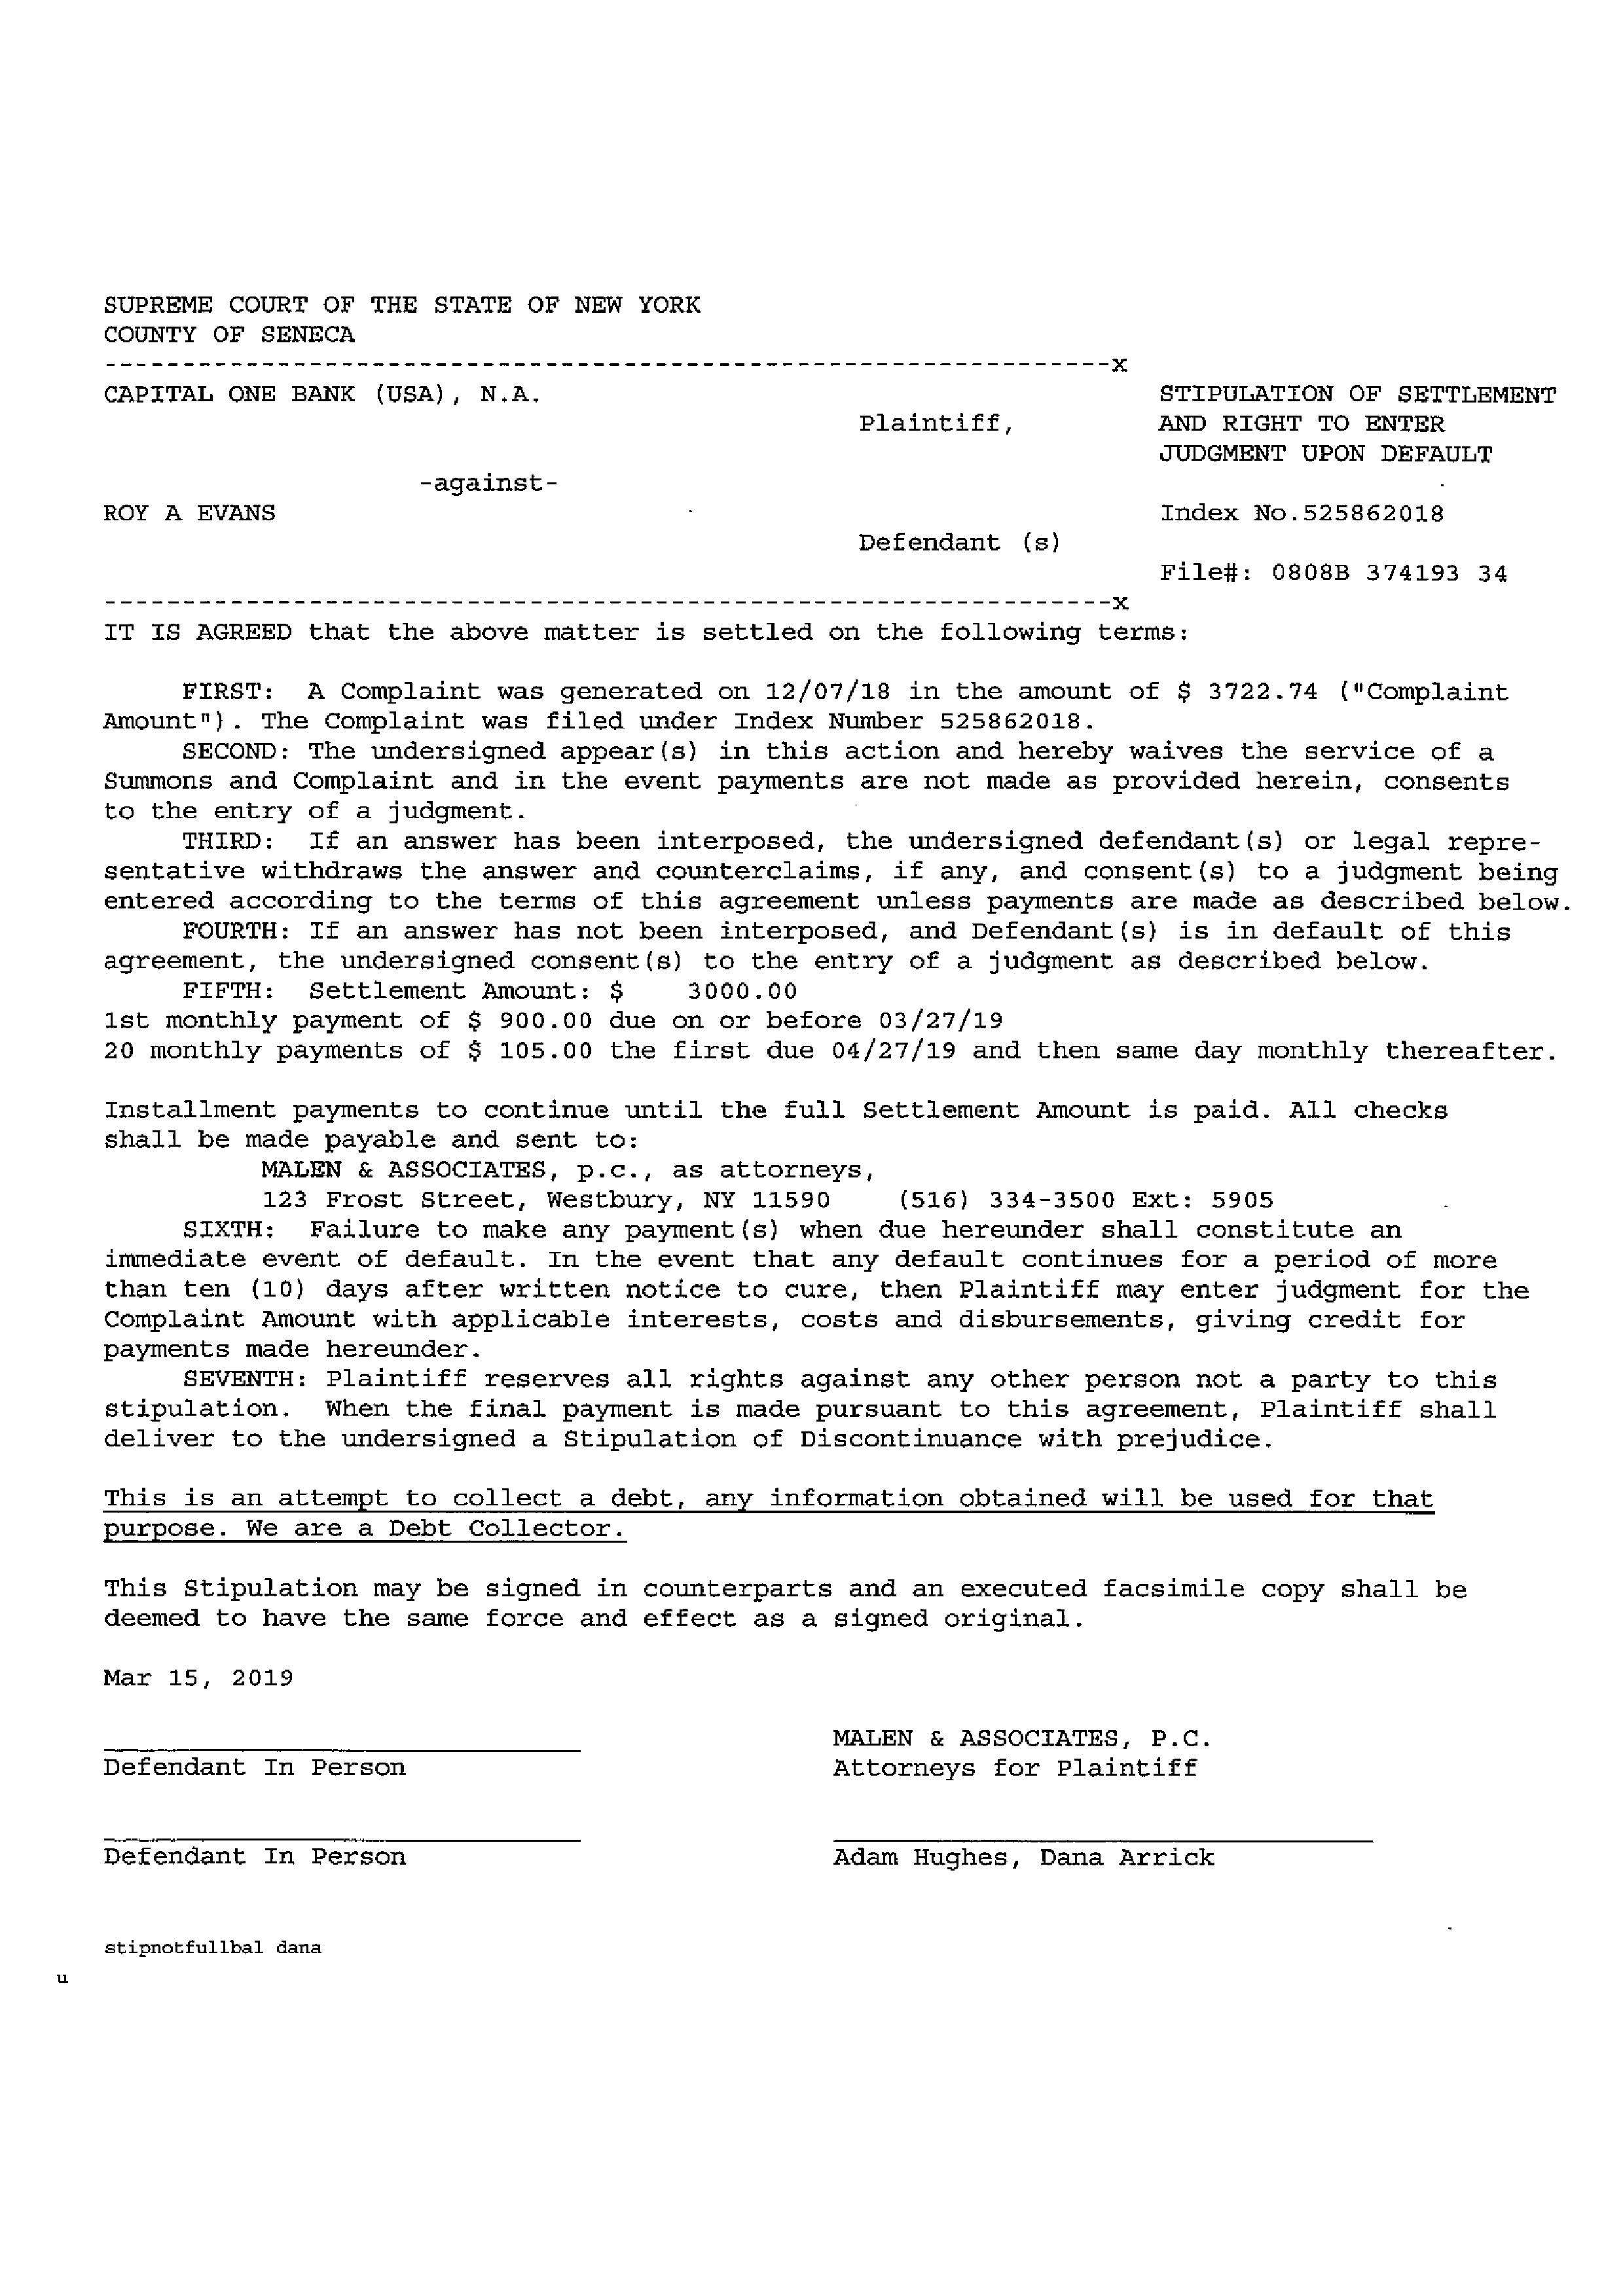 SUPREME COURT OF THE STATE OF NEW YORK
COUNTY OF SENECA
----------------------------------------------------------------x
CAPITAL ONE BANK (USA), N.A. STIPULATION OF SETTLEMENT
Plaintiff, AND RIGHT TO ENTER
JUDGMENT UPON DEFAULT
-against-
ROY A EVANS Index No.525862018
Defendant (s)
File#: 0808B 374193 34
----------------------------------------------------------------x
IT IS AGREED that the above matter is settled on the following terms:
FIRST: A Complaint was generated on 12/07/18 in the amount of $ 3722.74 ("Complaint
Amount"). The Complaint was filed under Index Number 525862018.
SECOND: The undersigned appear(s) in this action and hereby waives the service of a
Summons and Complaint and in the event payments are not made as provided herein, consents
to the entry of a judgment.
THIRD: If an answer has been interposed, the undersigned defendant(s) or legal repre-
sentative withdraws the answer and counterclaims, if any, and consent(s) to a judgment being
entered according to the terms of this agreement unless payments are made as described below.
FOURTH: If an answer has not been interposed, and Defendant(s) is in default of this
agreement, the undersigned consent(s) to the entry of a judgment as described below.
FIFTH: Settlement Amount: $ 3000.00
1st monthly payment of $ 900.00 due on or before 03/27/19
20 monthly payments of $ 105.00 the first due 04/27/19 and then same day monthly thereafter.
Installment payments to continue until the full Settlement Amount is paid. All checks
shall be made payable and sent to:
MALEN & ASSOCIATES, p.c., as attorneys,
123 Frost Street, Westbury, NY 11590 (516) 334-3500 Ext: 5905
SIXTH: Failure to make any payment(s) when due hereunder shall constitute an
immediate event of default. In the event that any default continues for a period of more
than ten (10) days after written notice to cure, then Plaintiff may enter judgment for the
Complaint Amount with applicable interests, costs and disbursements, giving credit for
payments made hereunder.
SEVENTH: Plaintiff reserves all rights against any other person not a party to this
stipulation. When the final payment is made pursuant to this agreement, Plaintiff shall
deliver to the undersigned a Stipulation of Discontinuance with prejudice.
This is an attempt to collect a debt, any information obtained will be used for that
purpose. We are a Debt Collector.
This Stipulation may be signed in counterparts and an executed facsimile copy shall be
deemed to have the same force and effect as a signed original.
Mar 15, 2019
MALEN & ASSOCIATES, P.C.
Defendant In Person Attorneys for Plaintiff
Defendant In Person Adam Hughes, Dana Arrick
stipnotfullbal dana
u